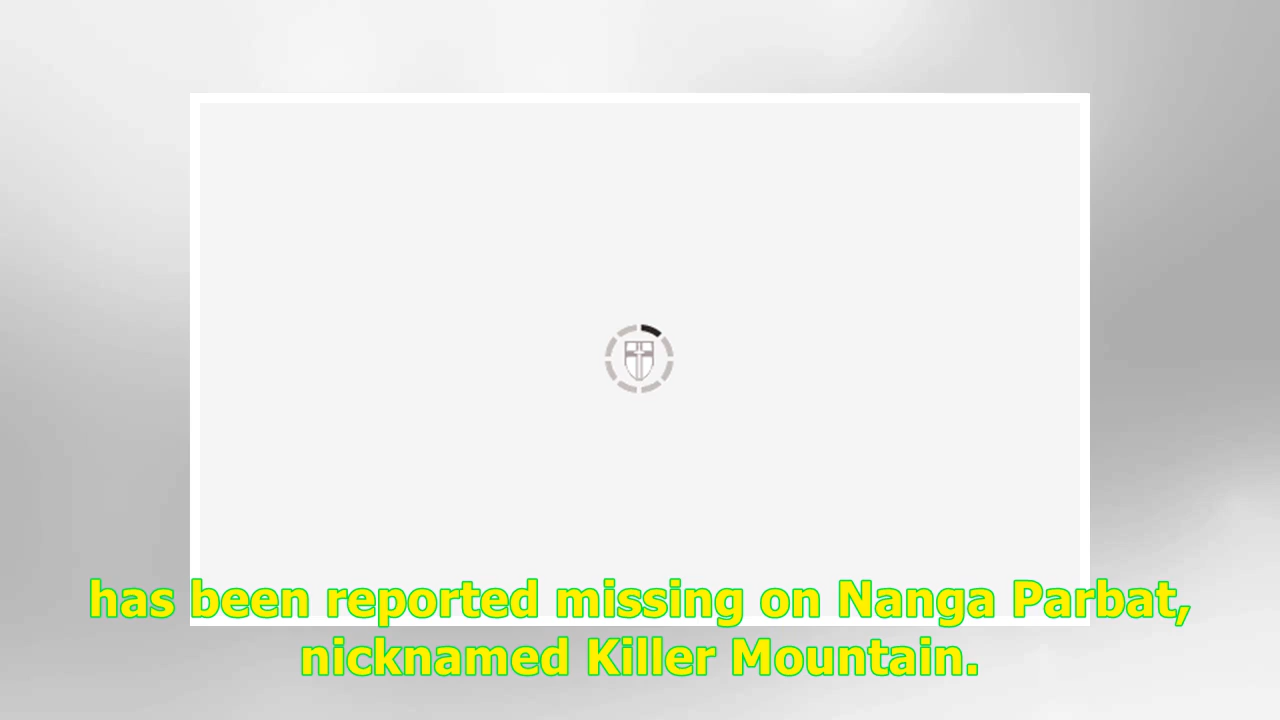 has been reported missing on Nanga Parbat,
nicknamed Killer Mountain.